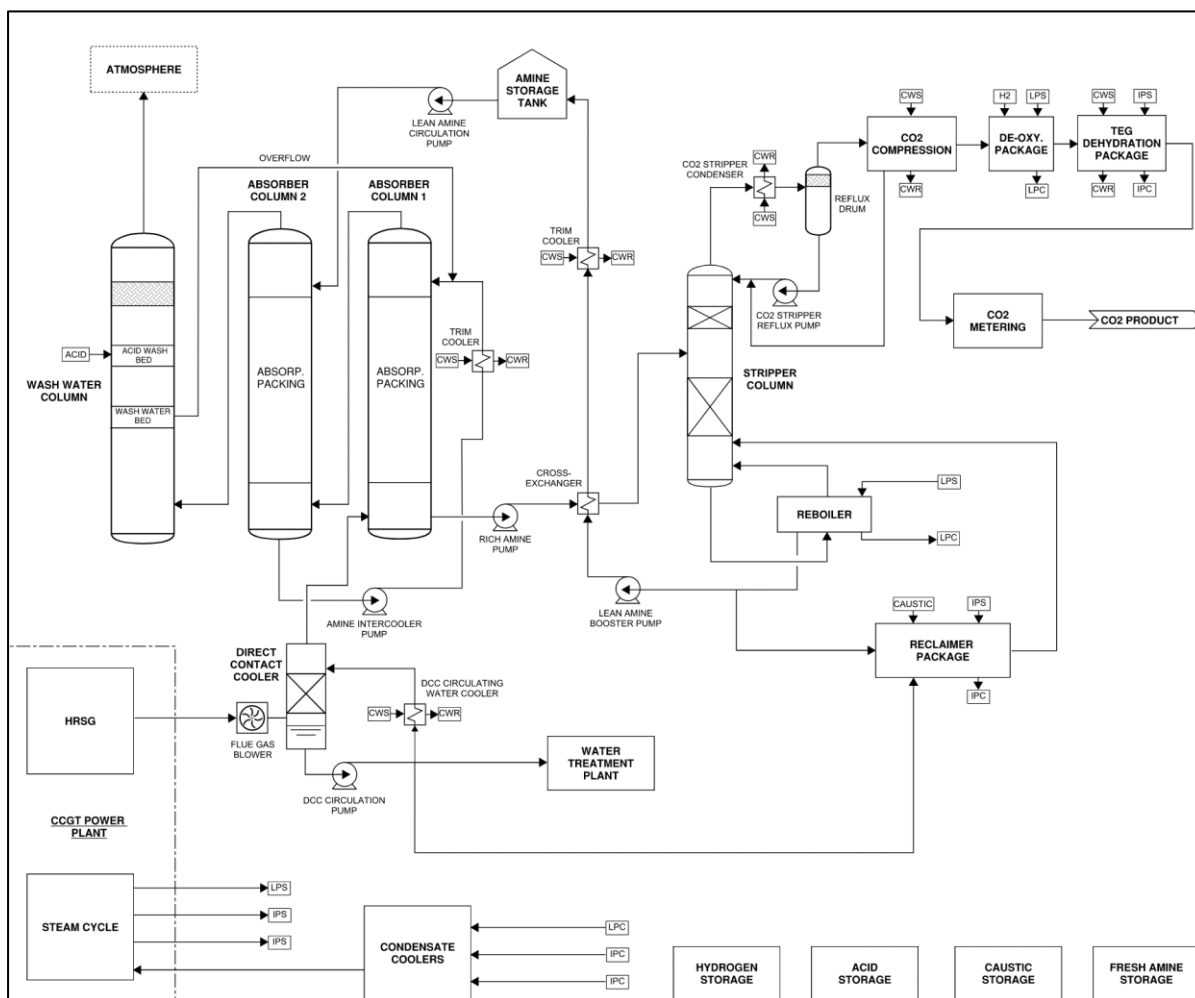 ATMOSPHERE
AMINE
STORAGE
TANK
LEAN AMINE
CIRCULATION
PUMP
OVERFLOW
ABSORBER
COLUMN 2
ABSORBER
COLUMN 1
CO2 STRIPPER
CONDENSER
CWR
CWS
REFLUX
DRUM
CWS
CO2
COMPRESSION
CWR
H2
LPS
DE-OXY.
PACKAGE
LPC
CWS
IPS
TEG
DEHYDRATION
PACKAGE
CWR
IPC
TRIM
COOLER
CWS
CWR
CO2 STRIPPER
REFLUX PUMP
CO2
METERING
CO2 PRODUCT
ACID
ACID WASH
BED
WASH WATER
COLUMN
WASH WATER
BED
ABSORP.
PACKING
ABSORP.
PACKING
TRIM
COOLER
CWS
CWR
STRIPPER
COLUMN
CROSS-
EXCHANGER
RICH AMINE
PUMP
REBOILER
LPS
LPC
LEAN AMINE
BOOSTER PUMP
AMINE INTERCOOLER
PUMP
CAUSTIC
IPS
RECLAIMER
PACKAGE
IPC
DIRECT
CONTACT
COOLER
DCC CIRCULATING
WATER COOLER
CWS
CWR
HRSG
FLUE GAS
BLOWER
WATER
TREATMENT
PLANT
DCC CIRCULATION
PUMP
CCGT POWER
PLANT
STEAM CYCLE
LPS
IPS
IPS
CONDENSATE
COOLERS
LPC
IPC
IPC
HYDROGEN
STORAGE
ACID
STORAGE
CAUSTIC
STORAGE
FRESH AMINE
STORAGE